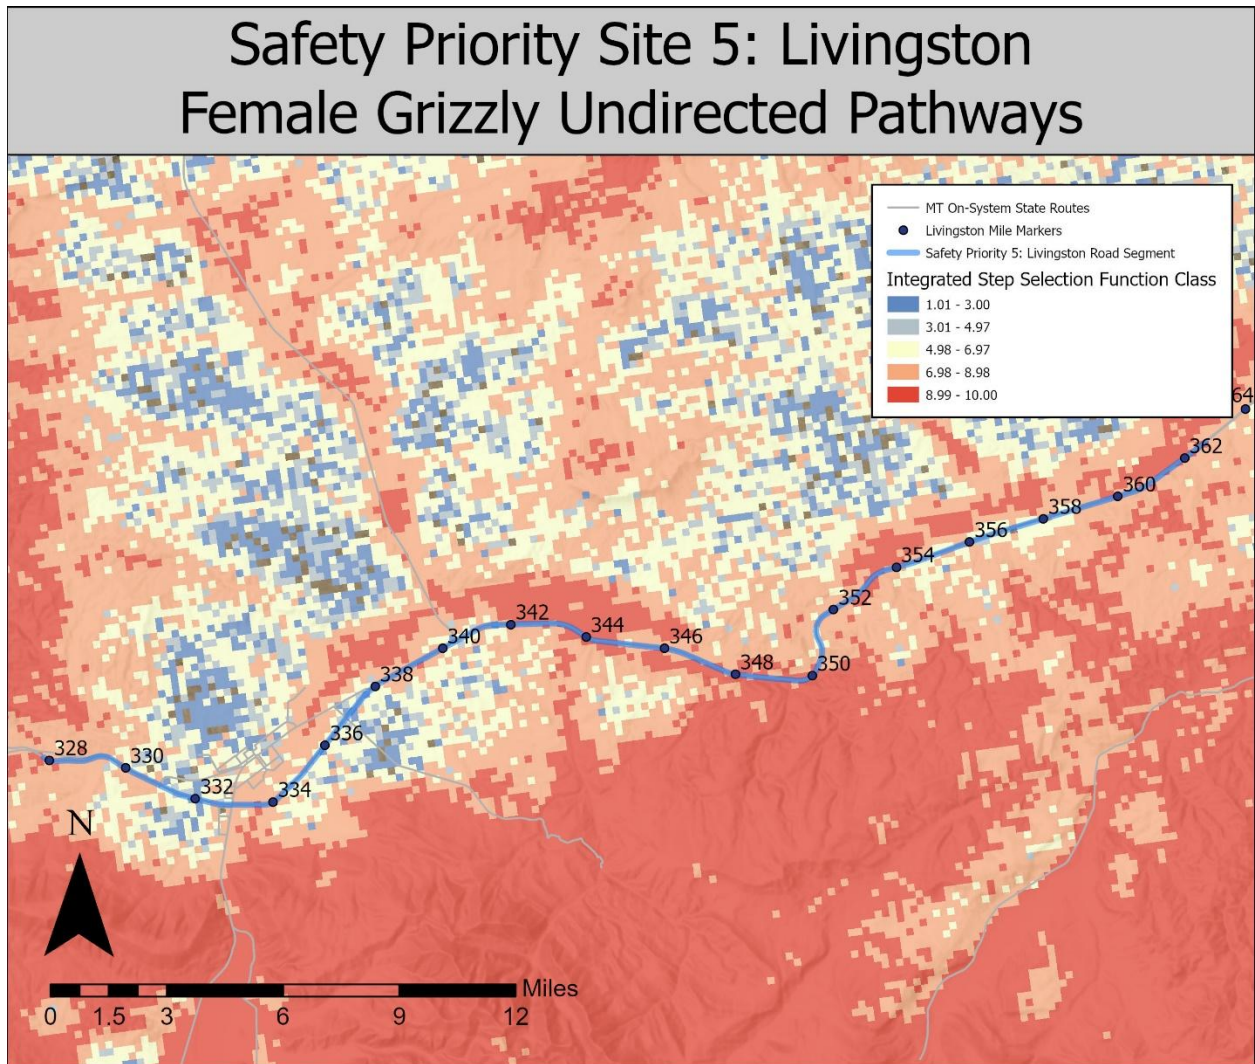 Safety Priority Site 5: Livingston
Female Grizzly Undirected Pathways
MT On-System State Routes
Livingston Mile Markers
Safety Priority 5: Livingston Road Segment
Integrated Step Selection Function Class
1.01 - 3.00
3.01 - 4.97
4.98 - 6.97
6.98 - 8.98
8.99 - 10.00
64
362
360
358
356
354
352
350
348
346
344
342
340
338
336
334
332
330
328
N
Miles
0 1.5 3 6 9 12